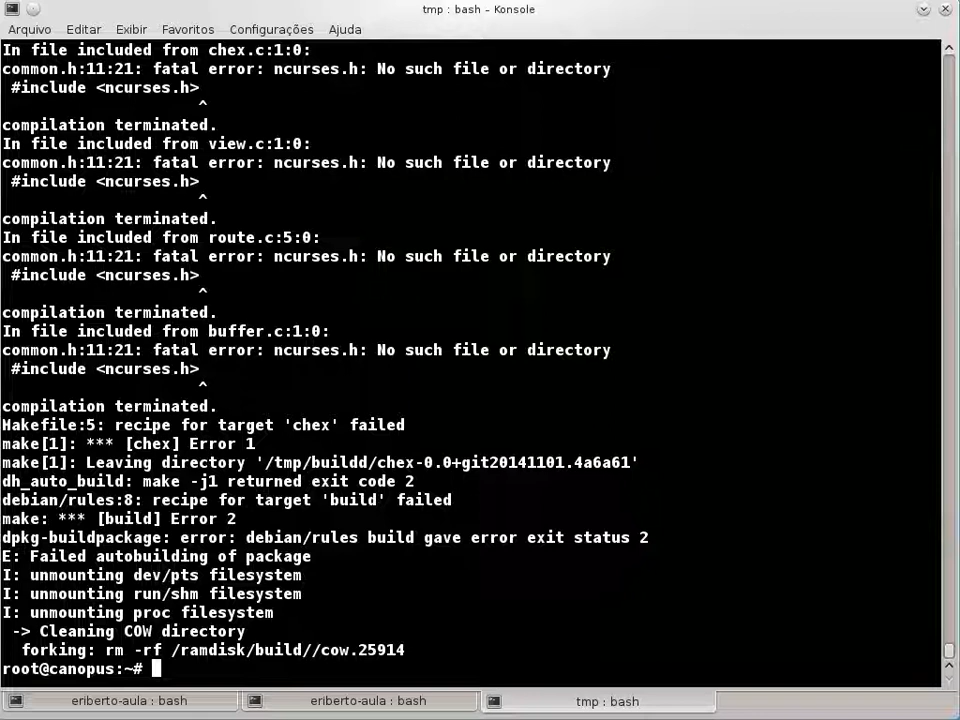 tmp : bash – Konsole
Arquivo Editar Exibir Favoritos Configurações Ajuda
In file included from chex.c:1:0:
common.h:11:21: fatal error: ncurses.h: No such file or directory
 #include <ncurses.h>
                     ^
compilation terminated.
In file included from view.c:1:0:
common.h:11:21: fatal error: ncurses.h: No such file or directory
 #include <ncurses.h>
                     ^
compilation terminated.
In file included from route.c:5:0:
common.h:11:21: fatal error: ncurses.h: No such file or directory
 #include <ncurses.h>
                     ^
compilation terminated.
In file included from buffer.c:1:0:
common.h:11:21: fatal error: ncurses.h: No such file or directory
 #include <ncurses.h>
                     ^
compilation terminated.
Makefile:5: recipe for target 'chex' failed
make[1]: *** [chex] Error 1
make[1]: Leaving directory '/tmp/buildd/chex-0.0+git20141101.4a6a61'
dh_auto_build: make -j1 returned exit code 2
debian/rules:8: recipe for target 'build' failed
make: *** [build] Error 2
dpkg-buildpackage: error: debian/rules build gave error exit status 2
E: Failed autobuilding of package
I: unmounting dev/pts filesystem
I: unmounting run/shm filesystem
I: unmounting proc filesystem
 -> Cleaning COW directory
  forking: rm -rf /ramdisk/build//cow.25914
root@canopus:~#
eriberto-aula : bash eriberto-aula : bash tmp : bash